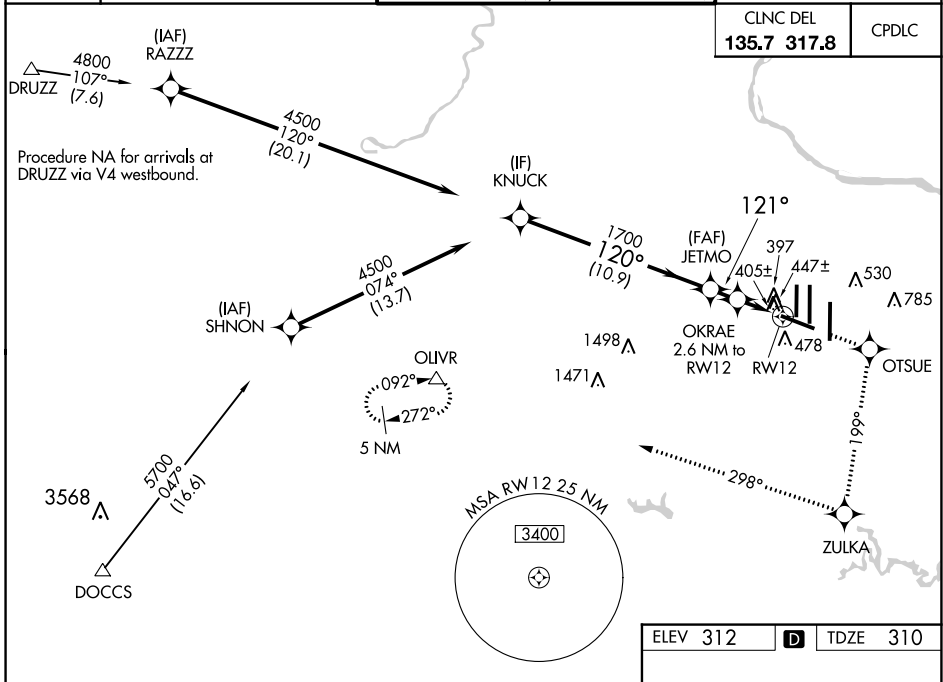 CLNC DEL
135.7 317.8
CPDLC
(IAF)
RAZZZ
DRUZZ
4800
107°
(7.6)
4500
120°
(20.1)
Procedure NA for arrivals at
DRUZZ via V4 westbound.
(IF)
KNUCK
1700
120°
(10.9)
121°
(FAF)
JETMO
397
405±
447±
530
785
4500
074°
(13.7)
(IAF)
SHNON
OKRAE
2.6 NM to
RW12
RW12
478
OTSUE
1498
1471
OLIVR
092°
272°
5 NM
199°
298°
ZULKA
5700
047°
(16.6)
3568
DOCCS
MSA RW12 25 NM
3400
ELEV 312
D
TDZE 310